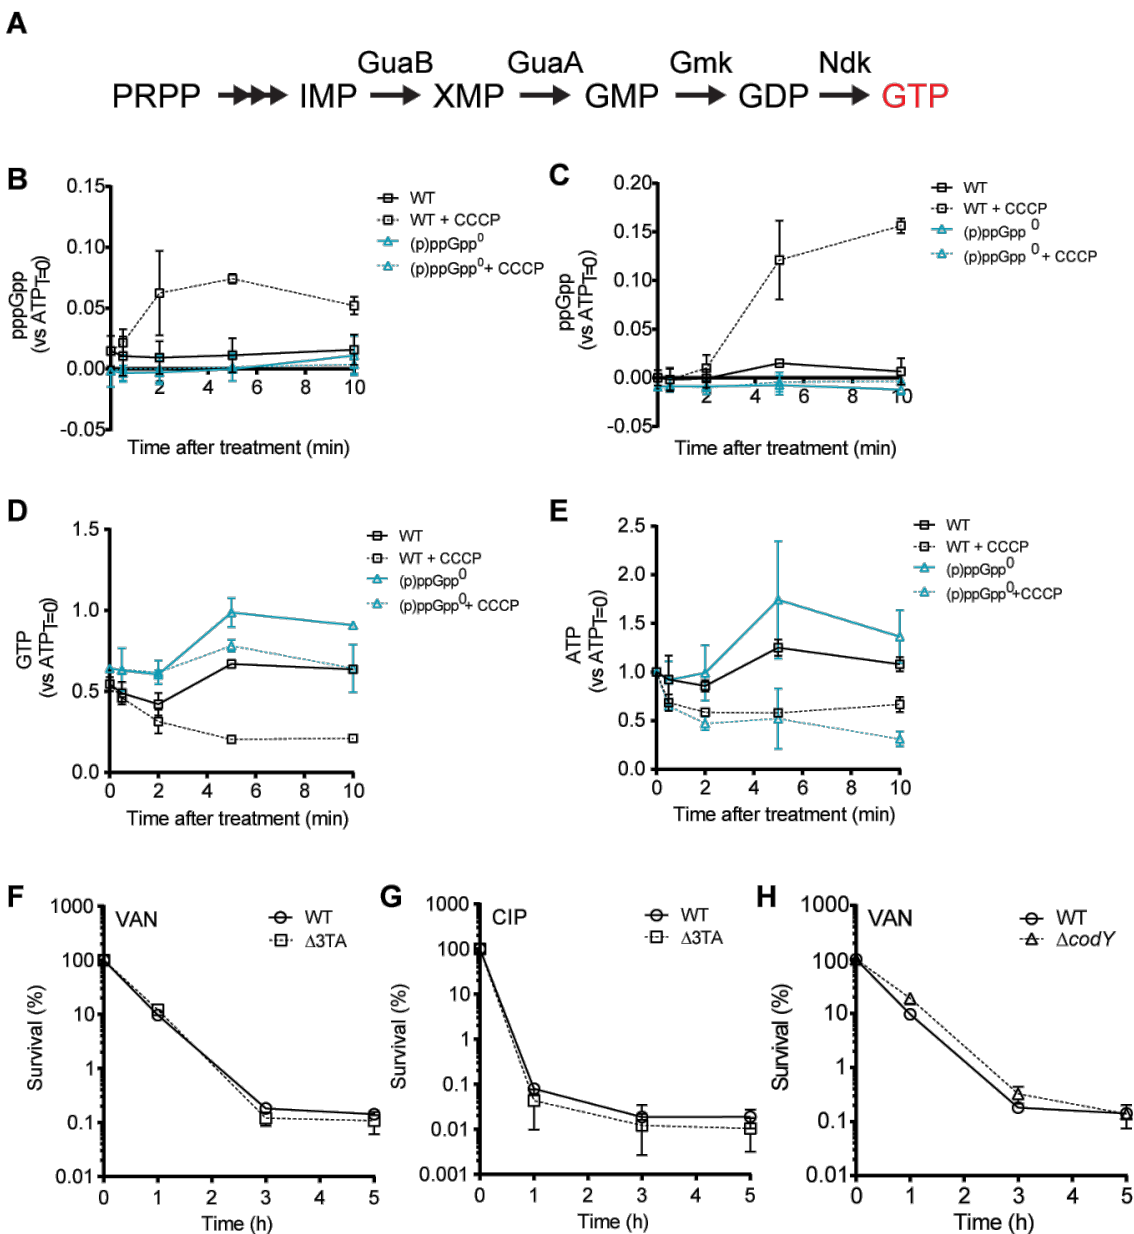 A
GuaB GuaA Gmk Ndk
PRPP IMP XMP GMP GDP GTP
B
pppGpp
(vs ATPT=0)
0.15
0.10
0.05
0.00
-0.05
2 4 6 8 10
Time after treatment (min)
WT
WT + CCCP
(p)ppGpp0
(p)ppGpp0+ CCCP
C
ppGpp
(vs ATPT=0)
0.20
0.15
0.10
0.05
0.00
-0.05
2 4 6 8 10
Time after treatment (min)
WT
WT + CCCP
(p)ppGpp 0
(p)ppGpp 0 + CCCP
D
GTP
(vs ATPT=0)
1.5
1.0
0.5
0.0
0 2 4 6 8 10
Time after treatment (min)
WT
WT + CCCP
(p)ppGpp0
(p)ppGpp0+ CCCP
E
ATP
(vs ATPT=0)
2.5
2.0
1.5
1.0
0.5
0.0
0 2 4 6 8 10
Time after treatment (min)
WT
WT + CCCP
(p)ppGpp0
(p)ppGpp0+CCCP
F
VAN
Survival (%)
1000
100
10
1
0.1
0.01
0 1 2 3 4 5
Time (h)
WT
Δ3TA
G
CIP
Survival (%)
1000
100
10
1
0.1
0.01
0.001
0 1 2 3 4 5
Time (h)
WT
Δ3TA
H
VAN
Survival (%)
1000
100
10
1
0.1
0.01
0 1 2 3 4 5
Time (h)
WT
ΔcodY